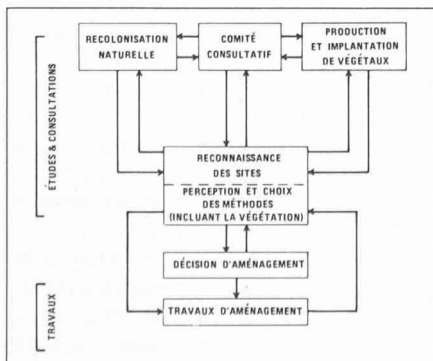 RECOLONISATION
NATURELLE
COMITÉ
CONSULTATIF
PRODUCTION
ET IMPLANTATION
DE VÉGÉTAUX
ÉTUDES & CONSULTATIONS
RECONNAISSANCE
DES SITES
PERCEPTION ET CHOIX
DES MÉTHODES
(INCLUANT LA VÉGÉTATION)
DÉCISION D'AMÉNAGEMENT
TRAVAUX
TRAVAUX D'AMÉNAGEMENT